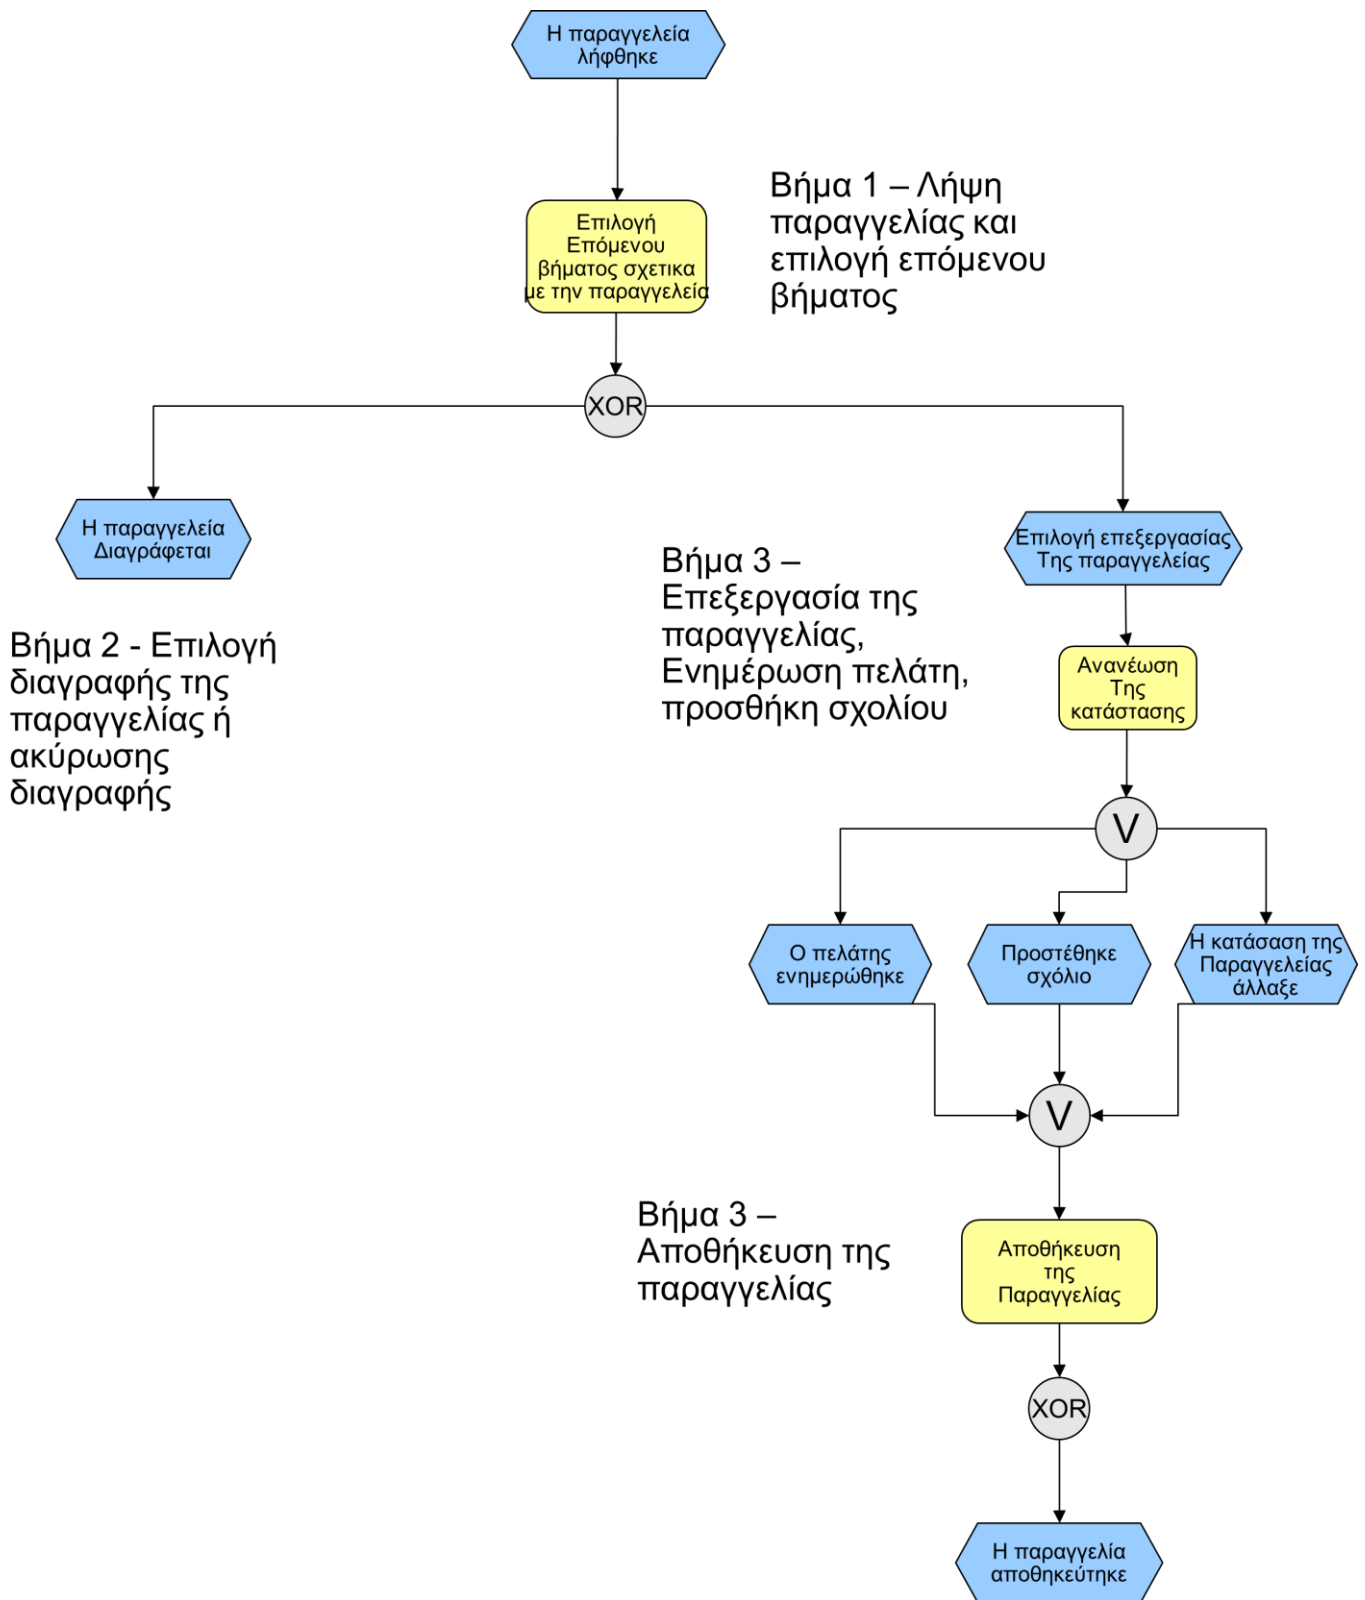 Η παραγγελεία
λήφθηκε
Βήμα 1 – Λήψη
παραγγελίας και
επιλογή επόμενου
βήματος
Επιλογή
Επόμενου
βήματος σχετικα
με την παραγγελεία
XOR
Η παραγγελεία
Διαγράφεται
Επιλογή επεξεργασίας
Της παραγγελείας
Βήμα 3 –
Επεξεργασία της
παραγγελίας,
Ενημέρωση πελάτη,
προσθήκη σχολίου
Βήμα 2 - Επιλογή
διαγραφής της
παραγγελίας ή
ακύρωσης
διαγραφής
Ανανέωση
Της
κατάστασης
V
Ο πελάτης
ενημερώθηκε
Προστέθηκε
σχόλιο
Η κατάσαση της
Παραγγελείας
άλλαξε
V
Βήμα 3 –
Αποθήκευση της
παραγγελίας
Αποθήκευση
της
Παραγγελίας
XOR
Η παραγγελία
αποθηκεύτηκε